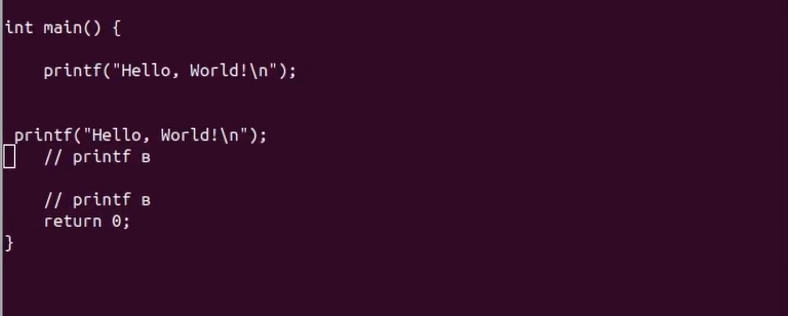 int main() {
    printf("Hello, World!\n");
 printf("Hello, World!\n");
    // printf в
    // printf в
    return 0;
}